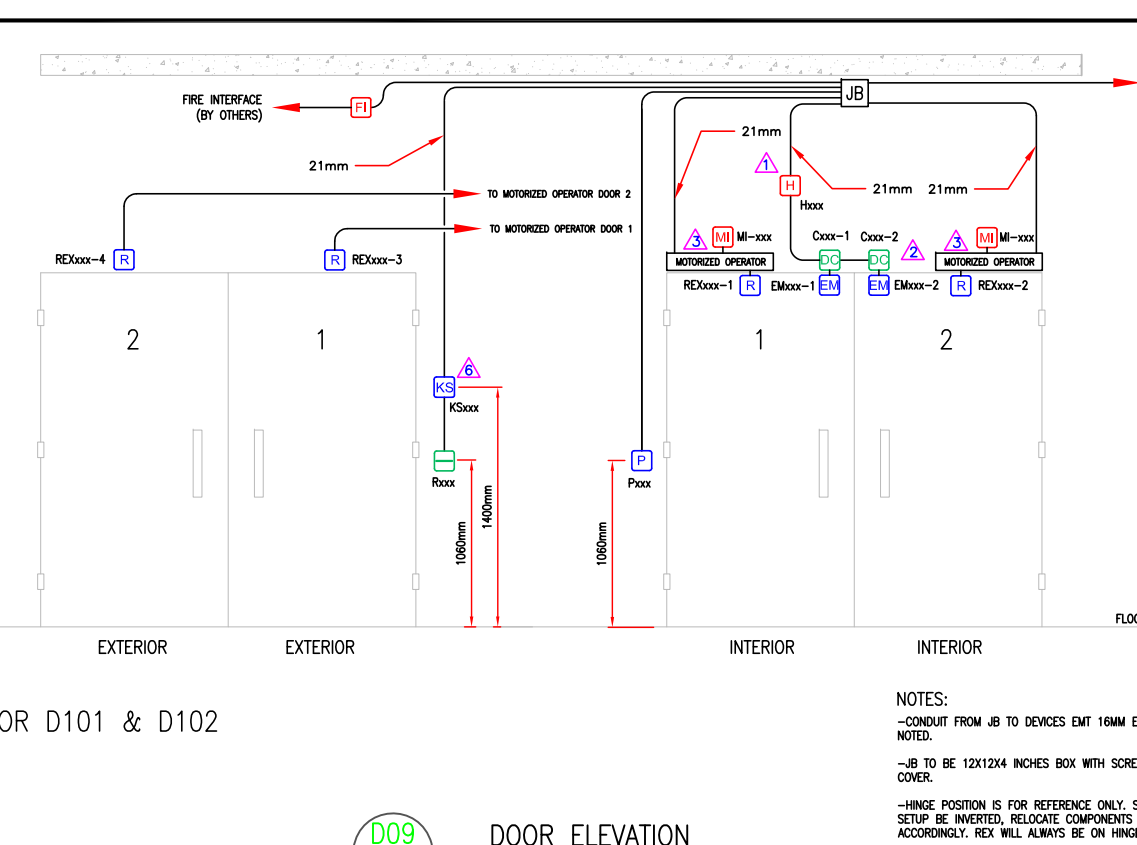 FIRE INTERFACE
(BY OTHERS)
FI
JB
21mm
21mm
1
H
Hxxx
21mm
21mm
TO MOTORIZED OPERATOR DOOR 2
TO MOTORIZED OPERATOR DOOR 1
REXxxx-4
R
R
REXxxx-3
3
MI
MI-xxx
Cxxx-1
Cxxx-2
2
3
MI
MI-xxx
MOTORIZED OPERATOR
DC
DC
MOTORIZED OPERATOR
REXxxx-1
R
EMxxx-1
EM
EM
EMxxx-2
R
REXxxx-2
2
1
1
2
6
KS
KSxxx
Rxxx
P
Pxxx
1060mm
1400mm
1060mm
EXTERIOR
EXTERIOR
INTERIOR
INTERIOR
OR D101 & D102
NOTES:
-CONDUIT FROM JB TO DEVICES EMT 16MM
NOTED.
-JB TO BE 12X12X4 INCHES BOX WITH
COVER.
-HINGE POSITION IS FOR REFERENCE ONLY.
SETUP BE INVERTED, RELOCATE COMPONENTS
ACCORDINGLY. REX WILL ALWAYS BE ON
D09
DOOR ELEVATION